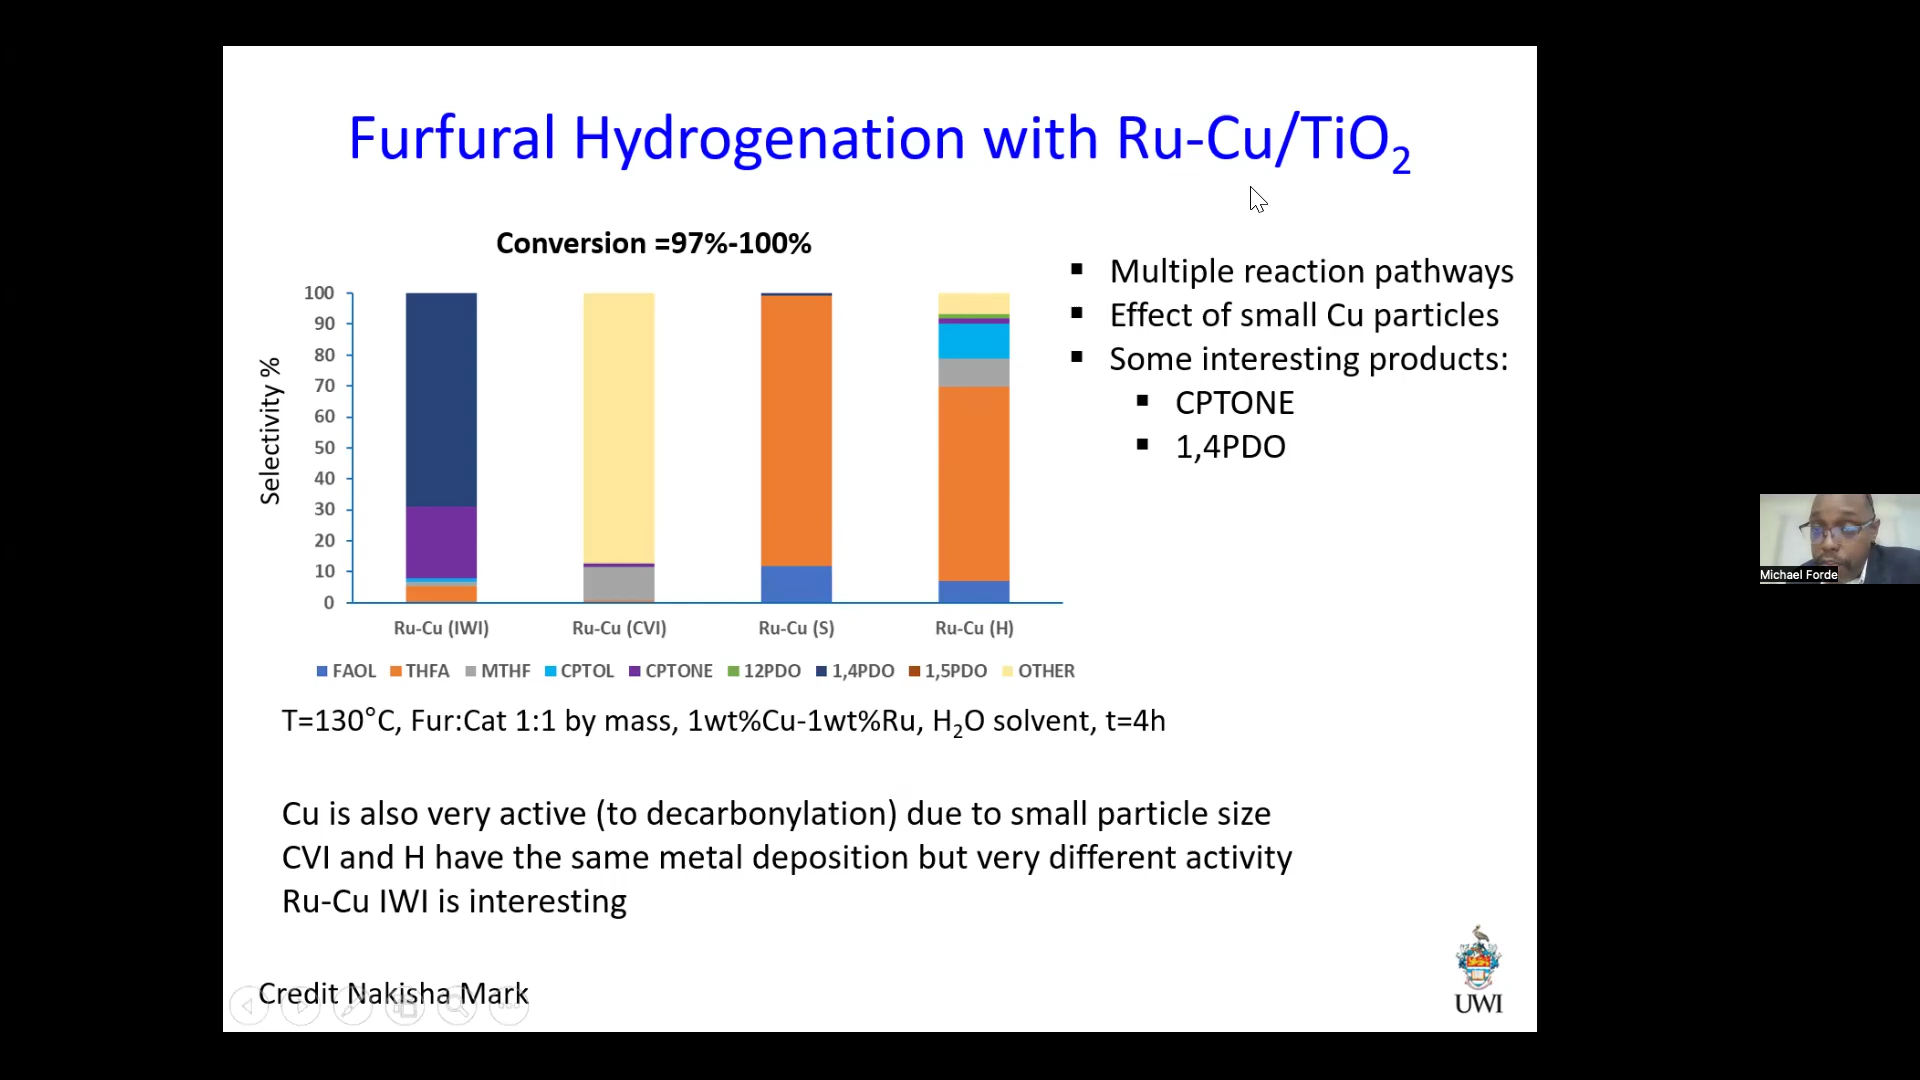 Furfural Hydrogenation with Ru-Cu/TiO₂
Conversion =97%-100%
Selectivity %
100
90
80
70
60
50
40
30
20
10
0
Ru-Cu (IWI) Ru-Cu (CVI) Ru-Cu (S) Ru-Cu (H)
FAOL THFA MTHF CPTOL CPTONE 12PDO 1,4PDO 1,5PDO OTHER
▪ Multiple reaction pathways
▪ Effect of small Cu particles
▪ Some interesting products:
▪ CPTONE
▪ 1,4PDO
T=130°C, Fur:Cat 1:1 by mass, 1wt%Cu-1wt%Ru, H₂O solvent, t=4h
Cu is also very active (to decarbonylation) due to small particle size
CVI and H have the same metal deposition but very different activity
Ru-Cu IWI is interesting
Credit Nakisha Mark
UWI
Michael Forde